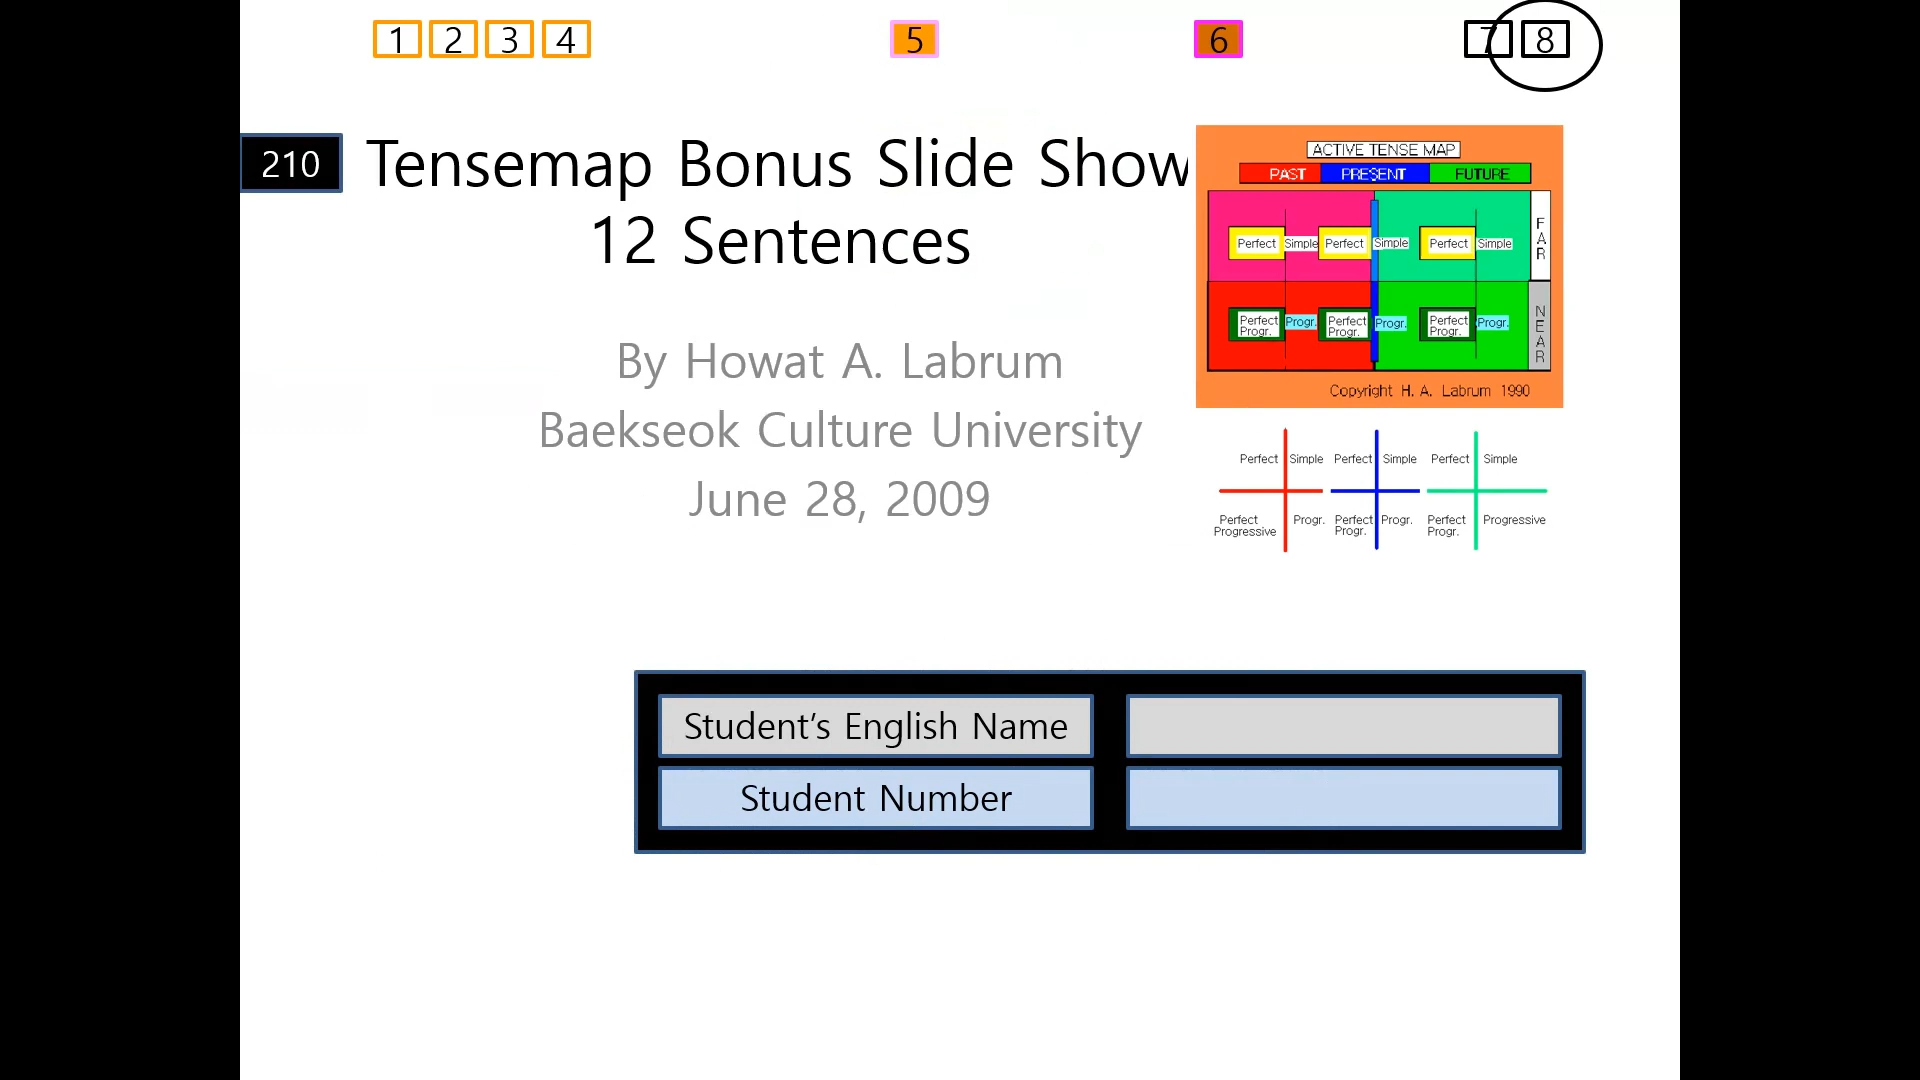 1 2 3 4 5 6 7 8
210
Tensemap Bonus Slide Show
12 Sentences
By Howat A. Labrum
Baekseok Culture University
June 28, 2009
ACTIVE TENSE MAP
PAST PRESENT FUTURE
Perfect Simple Perfect Simple Perfect Simple
FAR
Perfect Progr. Progr. Perfect Progr. Progr. Perfect Progr. Progr.
NEAR
Copyright H. A. Labrum 1990
Perfect Simple Perfect Simple Perfect Simple
Perfect Progressive Progr. Perfect Progr. Progr. Perfect Progr. Progressive
Student's English Name
Student Number